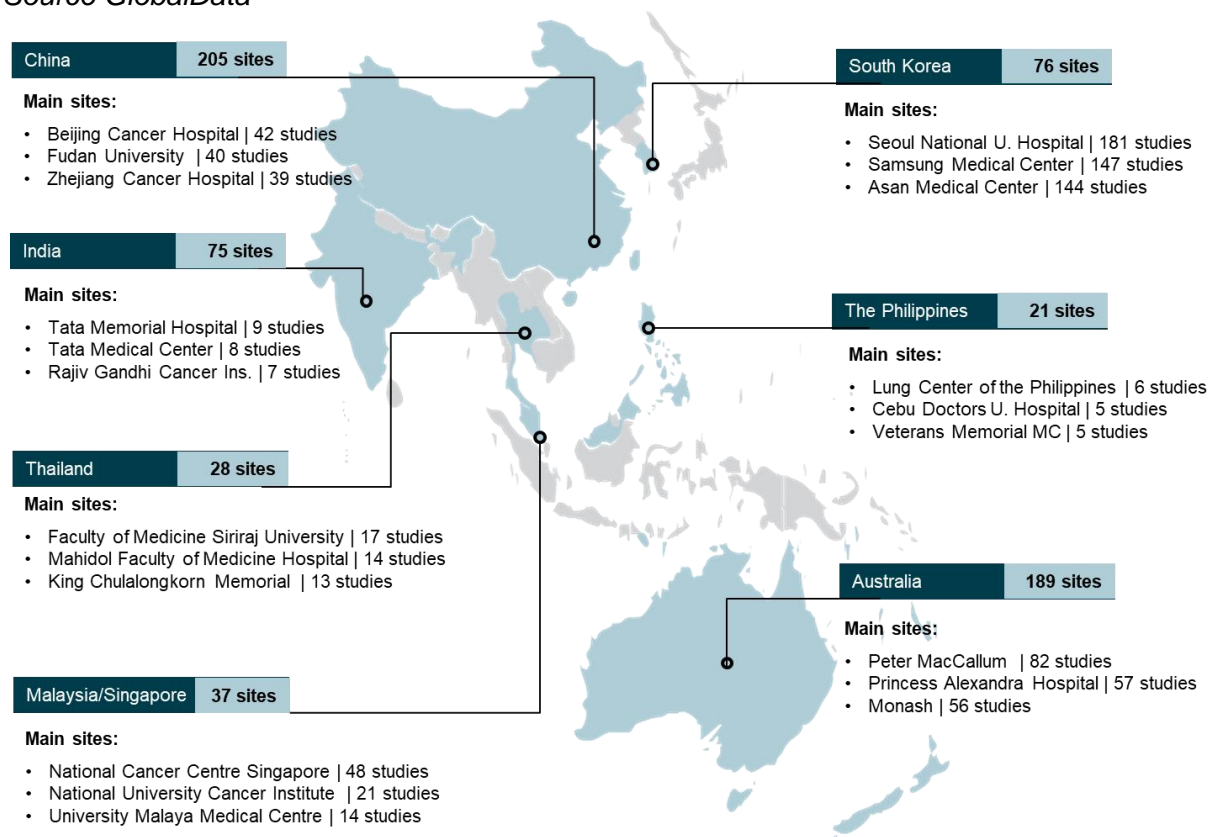 Source GlobalData
China 205 sites
Main sites:
• Beijing Cancer Hospital | 42 studies
• Fudan University | 40 studies
• Zhejiang Cancer Hospital | 39 studies
India 75 sites
Main sites:
• Tata Memorial Hospital | 9 studies
• Tata Medical Center | 8 studies
• Rajiv Gandhi Cancer Ins. | 7 studies
Thailand 28 sites
Main sites:
• Faculty of Medicine Siriraj University | 17 studies
• Mahidol Faculty of Medicine Hospital | 14 studies
• King Chulalongkorn Memorial | 13 studies
Malaysia/Singapore 37 sites
Main sites:
• National Cancer Centre Singapore | 48 studies
• National University Cancer Institute | 21 studies
• University Malaya Medical Centre | 14 studies
South Korea 76 sites
Main sites:
• Seoul National U. Hospital | 181 studies
• Samsung Medical Center | 147 studies
• Asan Medical Center | 144 studies
The Philippines 21 sites
Main sites:
• Lung Center of the Philippines | 6 studies
• Cebu Doctors U. Hospital | 5 studies
• Veterans Memorial MC | 5 studies
Australia 189 sites
Main sites:
• Peter MacCallum | 82 studies
• Princess Alexandra Hospital | 57 studies
• Monash | 56 studies